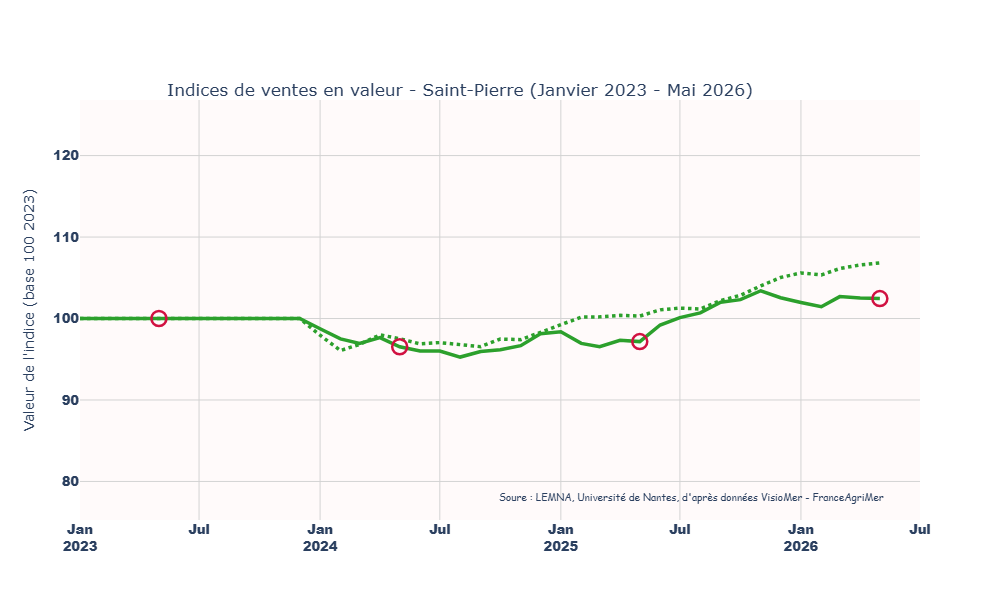 Indices de ventes en valeur - Saint-Pierre (Janvier 2023 - Mai 2026)
Valeur de l'Indice (base 100 2023)
120
110
100
90
80
Soure : LEMNA, Université de Nantes, d'après données VisioMer - FranceAgriMer
Jan Jul Jan Jul Jan Jul Jan Jul
2023 2024 2025 2026